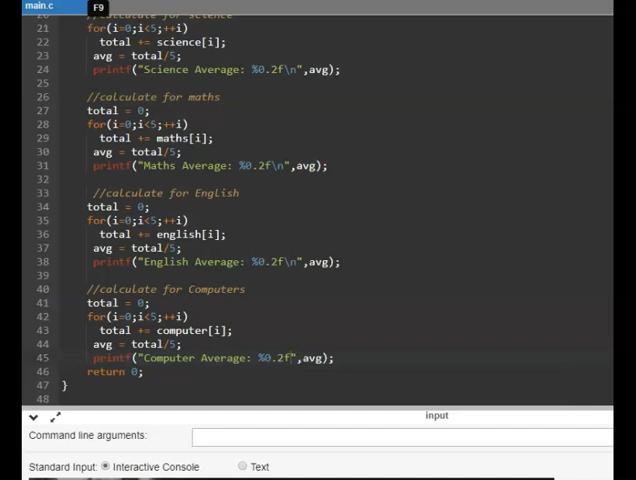 main.c
F9
20 //calculate for science
21 for(i=0;i<5;++i)
22 total += science[i];
23 avg = total/5;
24 printf("Science Average: %0.2f\n",avg);
25
26 //calculate for maths
27 total = 0;
28 for(i=0;i<5;++i)
29 total += maths[i];
30 avg = total/5;
31 printf("Maths Average: %0.2f\n",avg);
32
33 //calculate for English
34 total = 0;
35 for(i=0;i<5;++i)
36 total += english[i];
37 avg = total/5;
38 printf("English Average: %0.2f\n",avg);
39
40 //calculate for Computers
41 total = 0;
42 for(i=0;i<5;++i)
43 total += computer[i];
44 avg = total/5;
45 printf("Computer Average: %0.2f",avg);
46 return 0;
47 }
48
input
Command line arguments:
Standard Input: Interactive Console Text